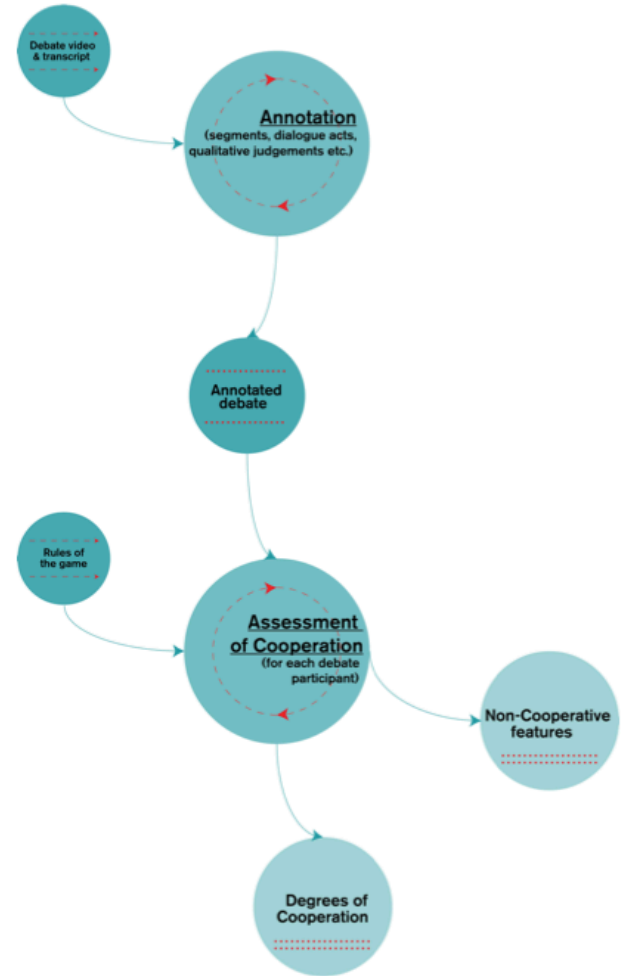 Debate video
& transcript
Annotation
(segments, dialogue acts,
qualitative judgements etc.)
Annotated
debate
Rules of
the game
Assessment
of Cooperation
(for each debate
participant)
Non-Cooperative
features
Degrees of
Cooperation